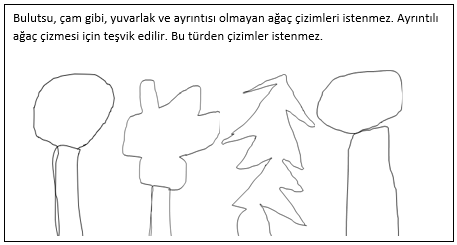 Bulutsu, çam gibi, yuvarlak ve ayrıntısı olmayan ağaç çizimleri istenmez. Ayrıntılı
ağaç çizmesi için teşvik edilir. Bu türden çizimler istenmez.